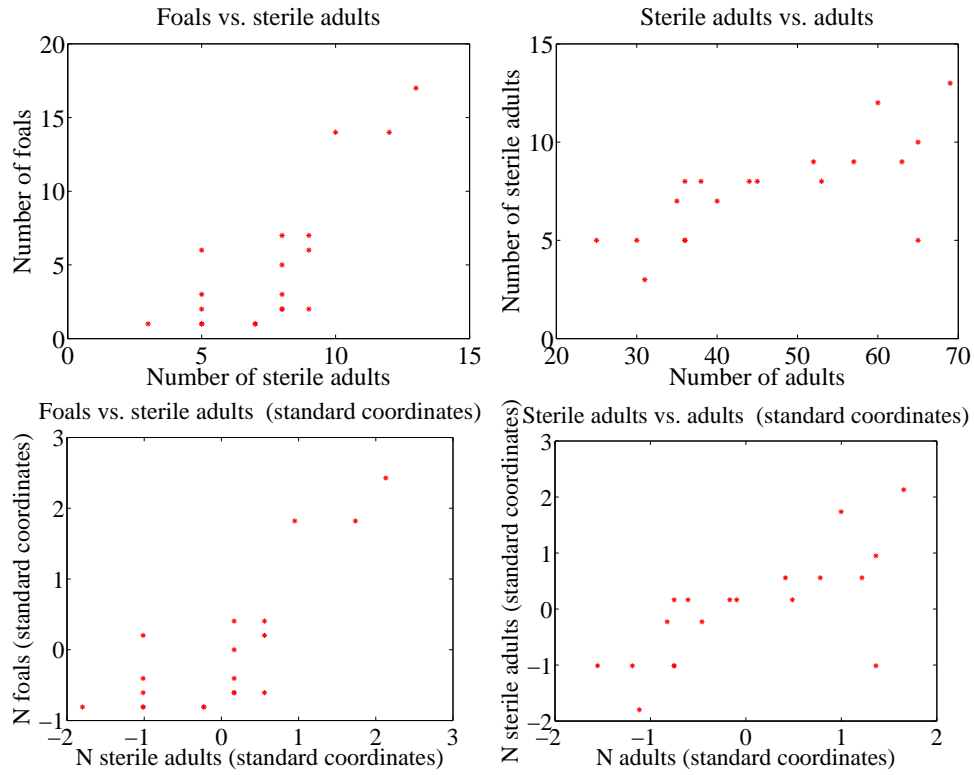 Foals vs. sterile adults
20
15
10
5
0
0 5 10 15
Number of foals
Number of sterile adults
Sterile adults vs. adults
15
10
5
0
20 30 40 50 60 70
Number of sterile adults
Number of adults
Foals vs. sterile adults (standard coordinates)
3
2
1
0
−1
−2 −1 0 1 2 3
N foals (standard coordinates)
N sterile adults (standard coordinates)
Sterile adults vs. adults (standard coordinates)
3
2
1
0
−1
−2
−2 −1 0 1 2
N sterile adults (standard coordinates)
N adults (standard coordinates)